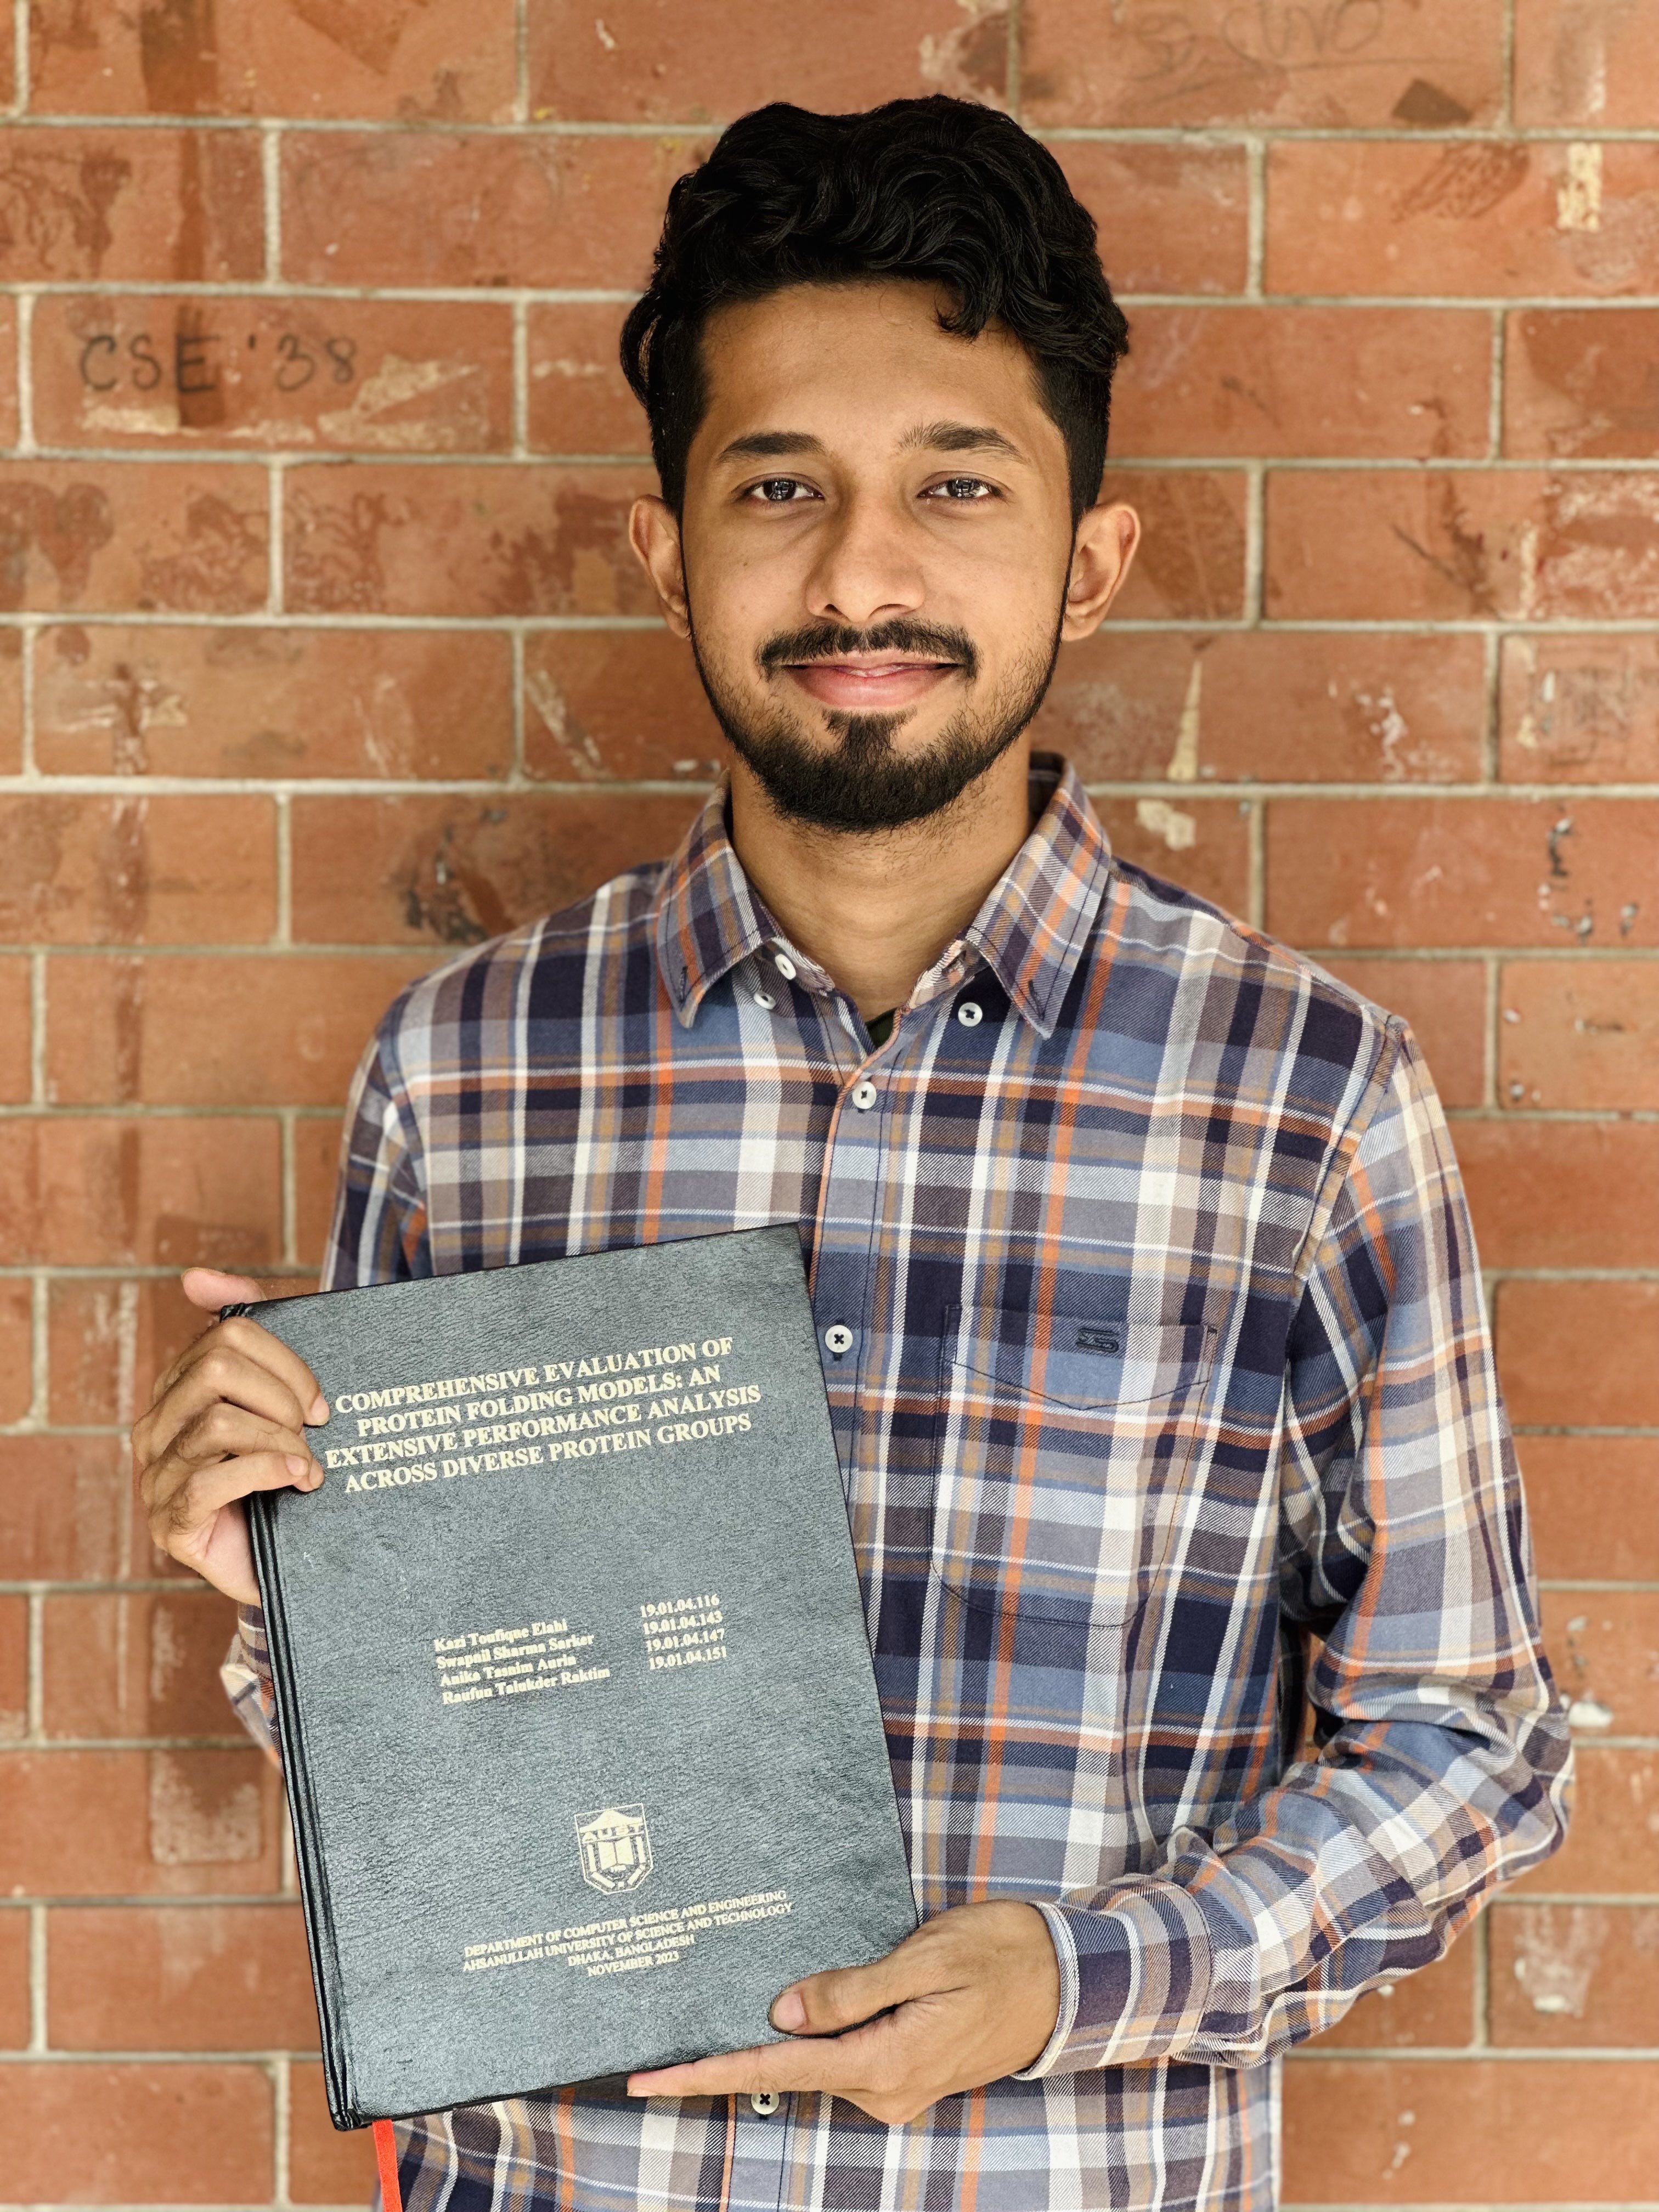 CSE '38
COMPREHENSIVE EVALUATION OF
PROTEIN FOLDING MODELS: AN
EXTENSIVE PERFORMANCE ANALYSIS
ACROSS DIVERSE PROTEIN GROUPS
Kazi Toufique Elahi 19.01.04.116
Swapnil Sharma Sarker 19.01.04.143
Anika Tasnim Aurin 19.01.04.147
Raufun Talukder Raktim 19.01.04.151
AUST
DEPARTMENT OF COMPUTER SCIENCE AND ENGINEERING
AHSANULLAH UNIVERSITY OF SCIENCE AND TECHNOLOGY
DHAKA, BANGLADESH
NOVEMBER 2023